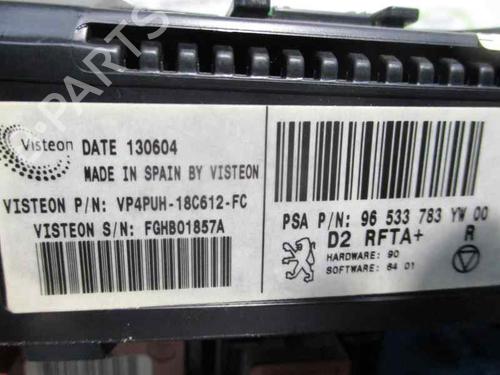 Visteon
DATE 130604
MADE IN SPAIN BY VISTEON
VISTEON P/N: VP4PUH-18C612-FC
VISTEON S/N: FGHB01857A
PSA P/N: 96 533 783 YW 00
D2 RFTA+ R
HARDWARE: 90
SOFTWARE: 64 01
B-PARTS